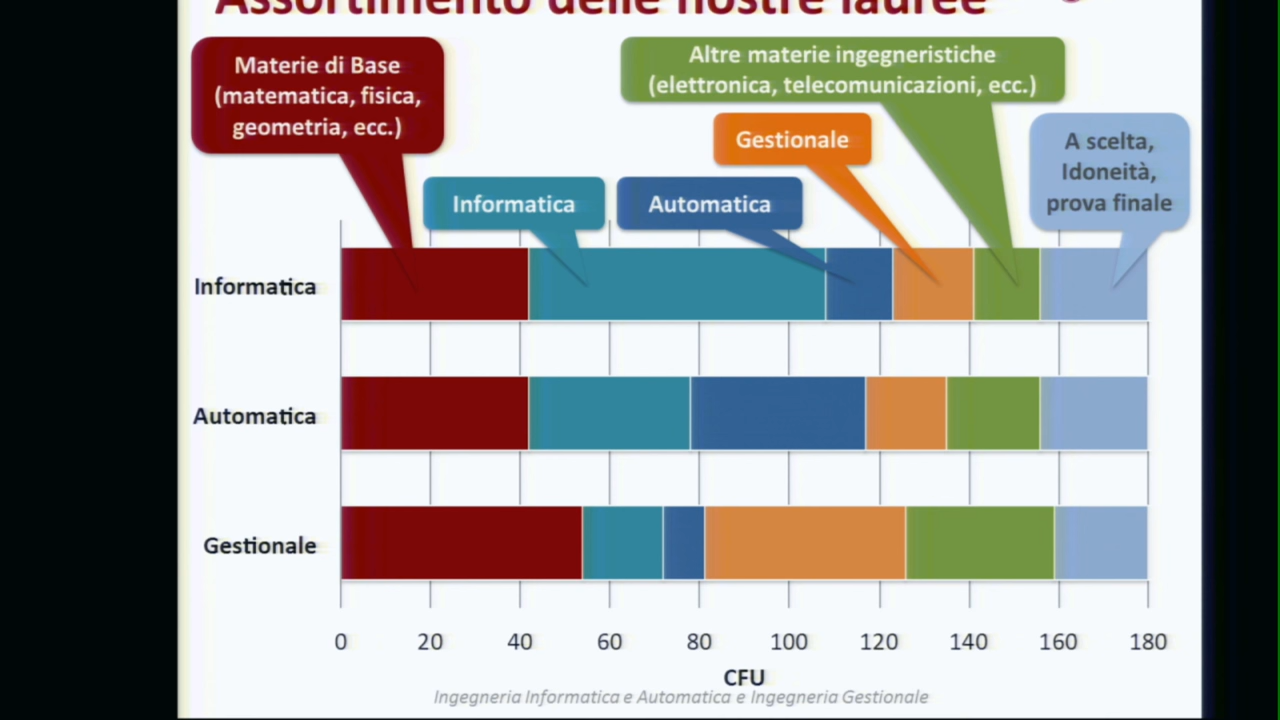 Assortimento delle nostre lauree
Materie di Base
(matematica, fisica,
geometria, ecc.)
Altre materie ingegneristiche
(elettronica, telecomunicazioni, ecc.)
Gestionale
A scelta,
Idoneità,
prova finale
Informatica
Automatica
Informatica
Automatica
Gestionale
0 20 40 60 80 100 120 140 160 180
CFU
Ingegneria Informatica e Automatica e Ingegneria Gestionale